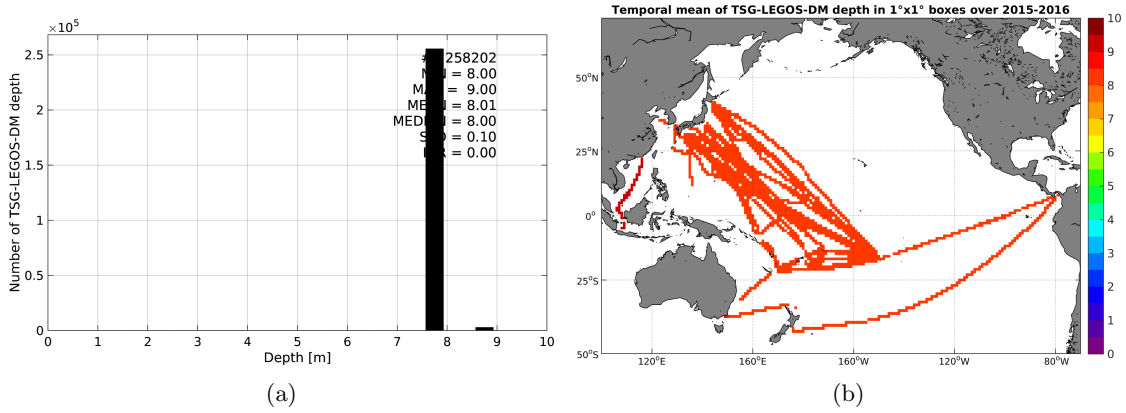 ×10⁵
2.5
2
1.5
1
0.5
0
0 1 2 3 4 5 6 7 8 9 10
Number of TSG-LEGOS-DM depth
Depth [m]
258202
= 8.00
= 9.00
= 8.01
= 8.00
= 0.10
= 0.00
(a)
Temporal mean of TSG-LEGOS-DM depth in 1°x1° boxes over 2015-2016
50°N
25°N
0°
25°S
50°S
120°E 160°E 160°W 120°W 80°W
10
9
8
7
6
5
4
3
2
1
0
(b)